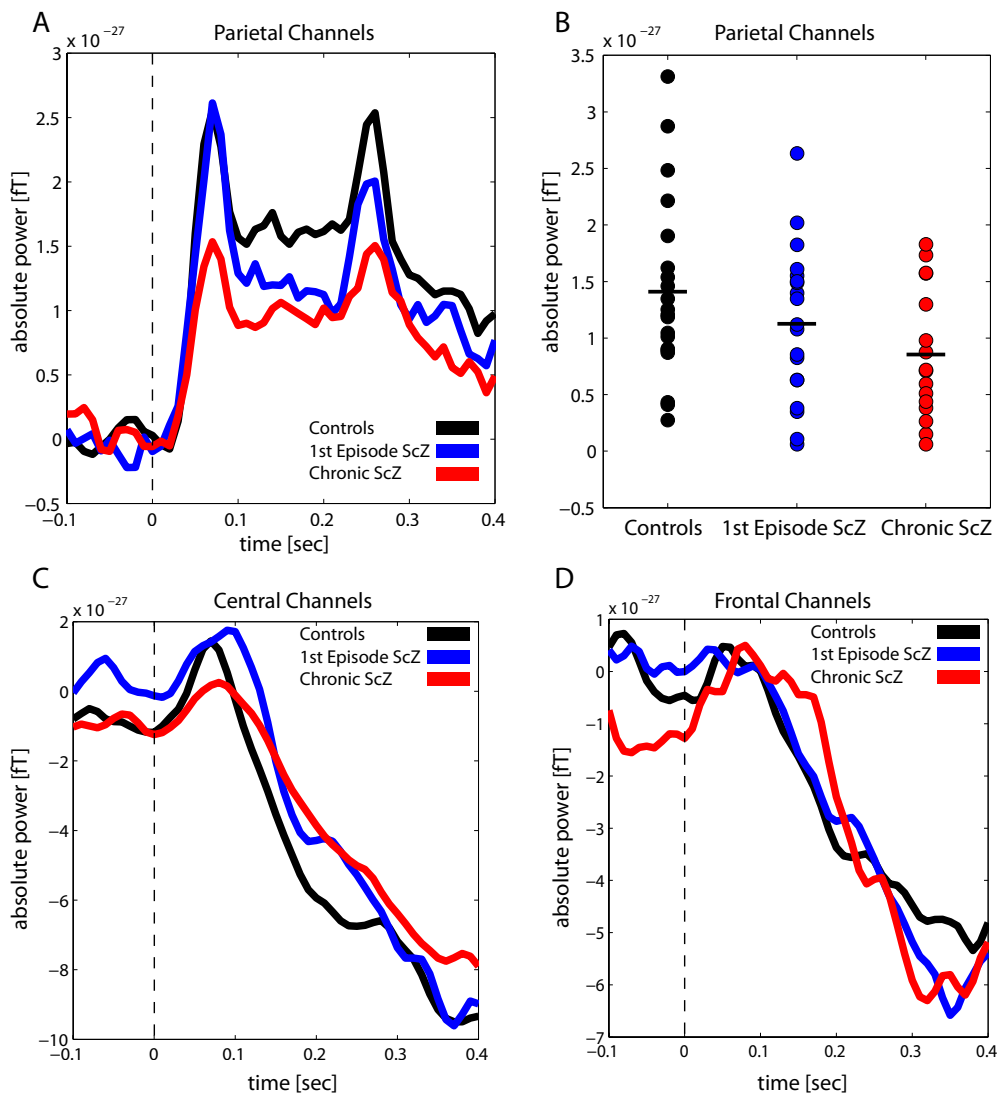 A
x 10 −27
Parietal Channels
3
2.5
2
1.5
1
0.5
0
−0.5
absolute power [fT]
Controls
1st Episode ScZ
Chronic ScZ
−0.1 0 0.1 0.2 0.3 0.4
time [sec]
B
x 10 −27
Parietal Channels
3.5
3
2.5
2
1.5
1
0.5
0
−0.5
absolute power [fT]
Controls 1st Episode ScZ Chronic ScZ
C
x 10 −27
Central Channels
2
0
−2
−4
−6
−8
−10
absolute power [fT]
Controls
1st Episode ScZ
Chronic ScZ
−0.1 0 0.1 0.2 0.3 0.4
time [sec]
D
x 10 −27
Frontal Channels
1
0
−1
−2
−3
−4
−5
−6
−7
absolute power [fT]
Controls
1st Episode ScZ
Chronic ScZ
−0.1 0 0.1 0.2 0.3 0.4
time [sec]